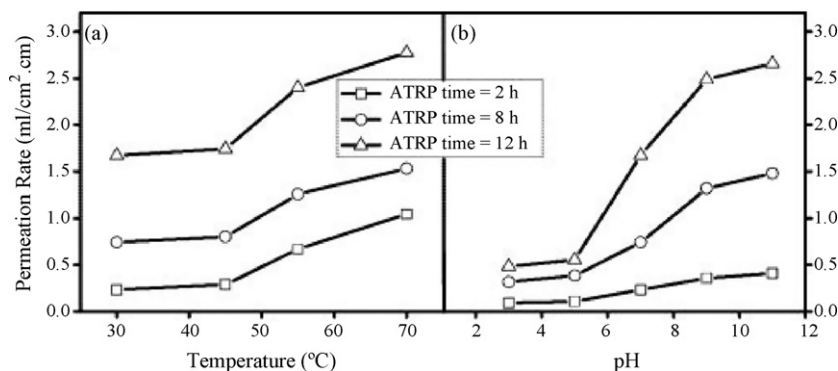 (a)
(b)
Permeation Rate (ml/cm².cm)
3.0
2.5
2.0
1.5
1.0
0.5
0.0
ATRP time = 2 h
ATRP time = 8 h
ATRP time = 12 h
3.0
2.5
2.0
1.5
1.0
0.5
0.0
30 40 50 60 70
2 4 6 8 10 12
Temperature (ºC)
pH